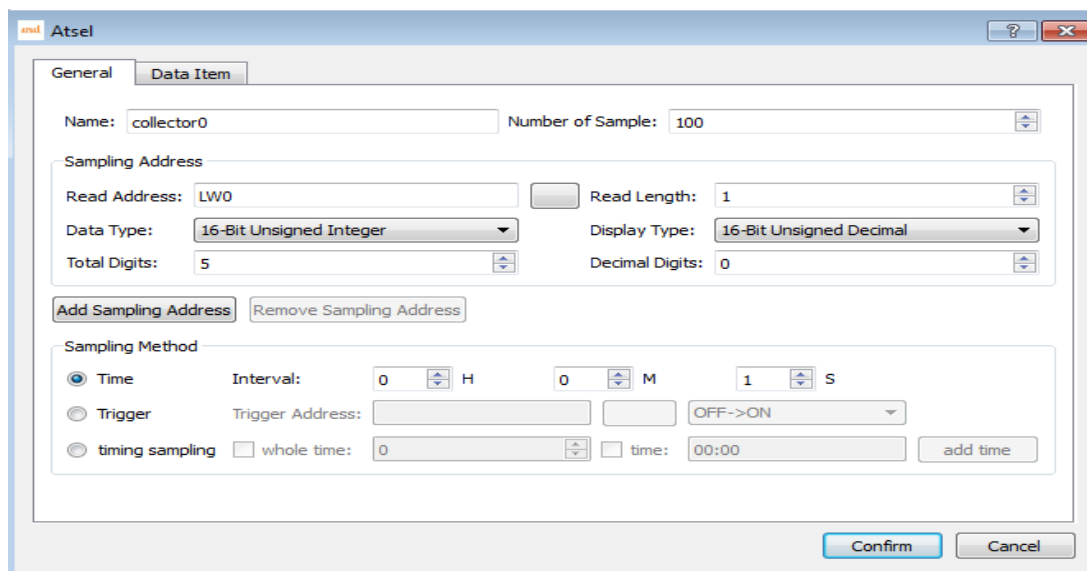 atsel Atsel
General Data Item
Name: collector0 Number of Sample: 100
Sampling Address
Read Address: LW0 Read Length: 1
Data Type: 16-Bit Unsigned Integer Display Type: 16-Bit Unsigned Decimal
Total Digits: 5 Decimal Digits: 0
Add Sampling Address Remove Sampling Address
Sampling Method
Time Interval: 0 H 0 M 1 S
Trigger Trigger Address: OFF->ON
timing sampling whole time: 0 time: 00:00 add time
Confirm Cancel